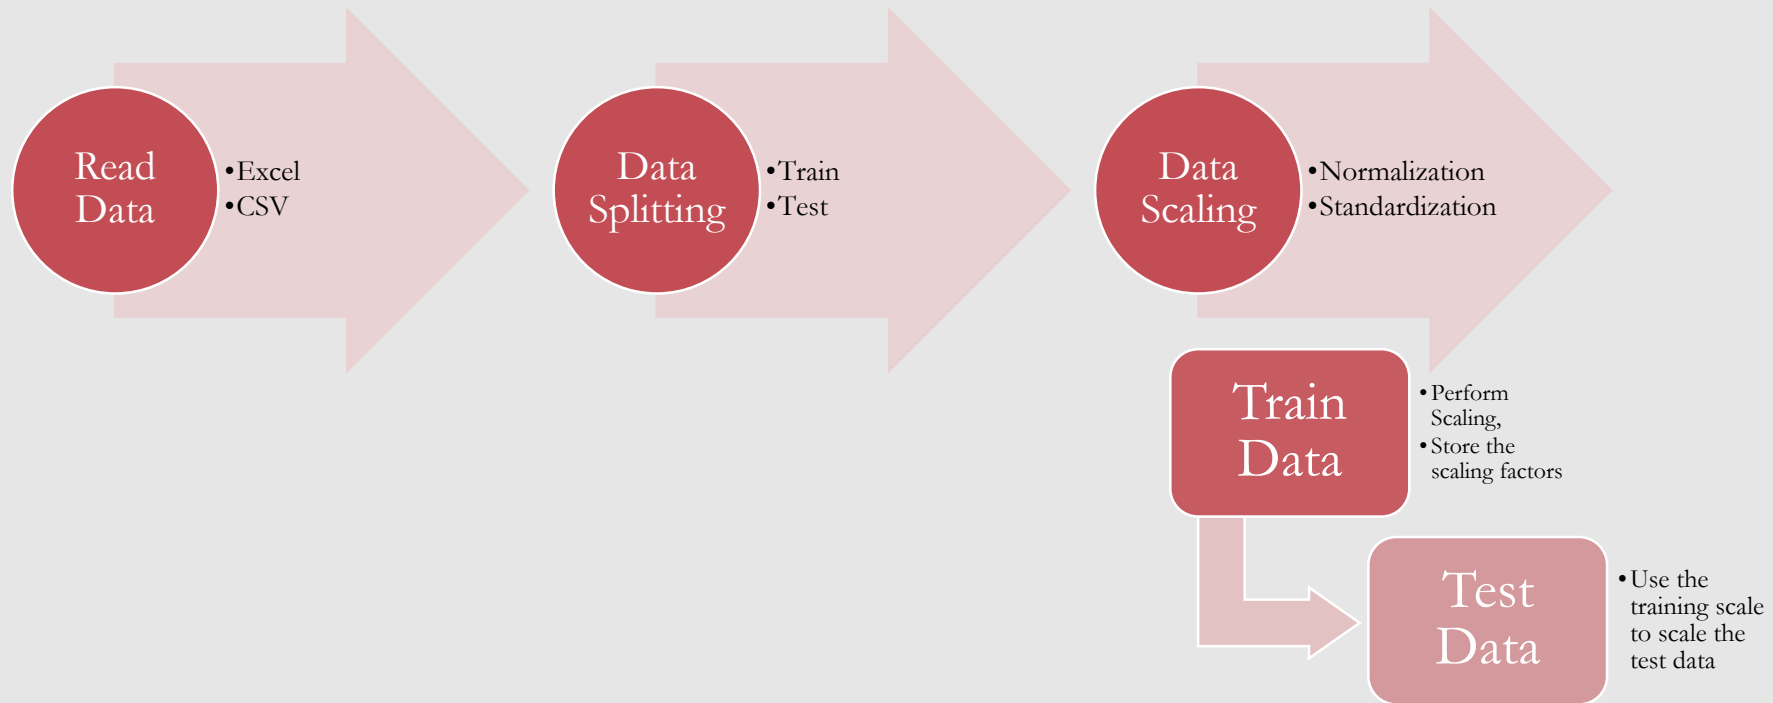 Read
Data
•Excel
•CSV
Data
Splitting
•Train
•Test
Data
Scaling
•Normalization
•Standardization
Train
Data
•Perform
Scaling,
•Store the
scaling factors
Test
Data
•Use the
training scale
to scale the
test data